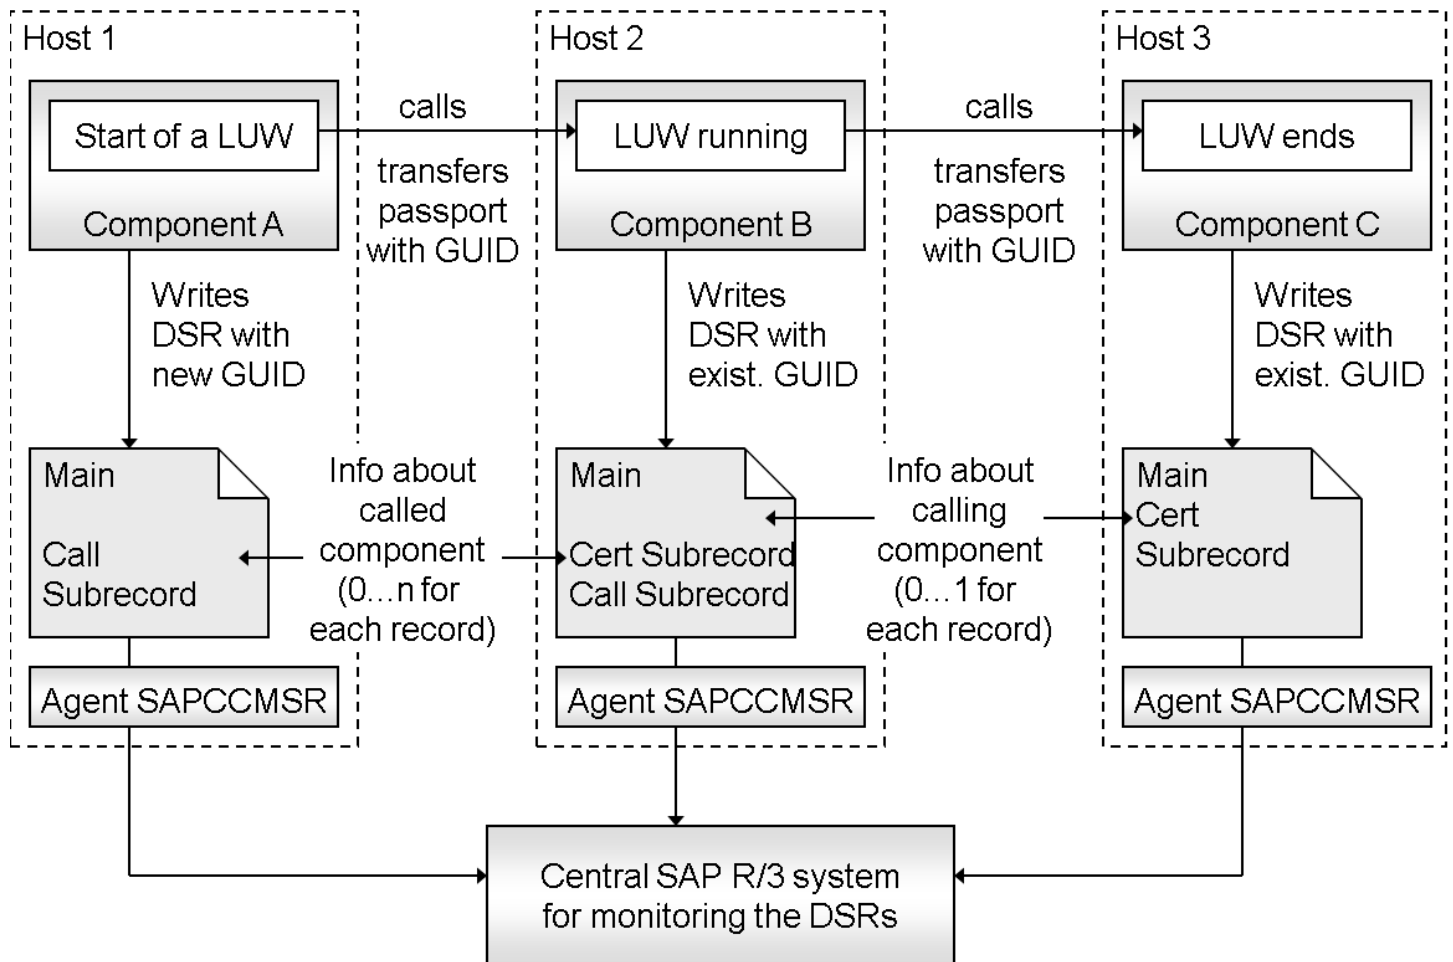 Host 1
Host 2
Host 3
Start of a LUW
calls
LUW running
calls
LUW ends
transfers
passport
with GUID
transfers
passport
with GUID
Component A
Component B
Component C
Writes
DSR with
new GUID
Writes
DSR with
exist. GUID
Writes
DSR with
exist. GUID
Main
Call
Subrecord
Info about
called
component
(0...n for
each record)
Main
Cert Subrecord
Call Subrecord
Info about
calling
component
(0...1 for
each record)
Main
Cert
Subrecord
Agent SAPCCMSR
Agent SAPCCMSR
Agent SAPCCMSR
Central SAP R/3 system
for monitoring the DSRs